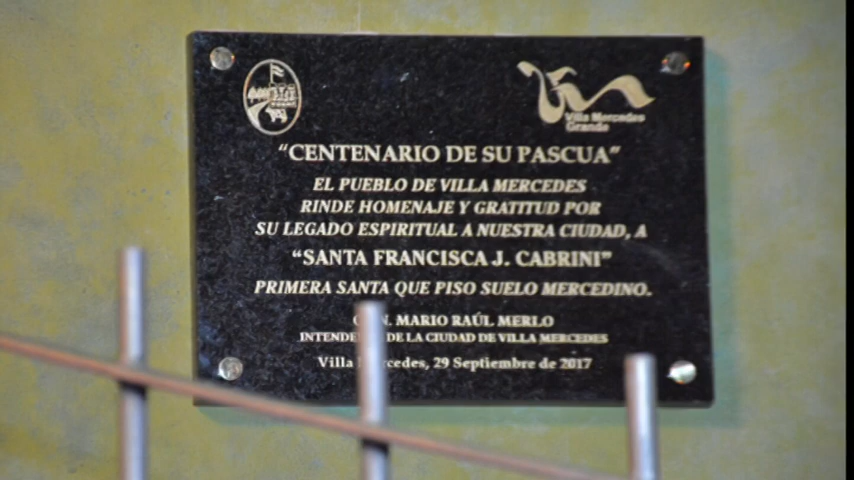 Villa Mercedes
Grande
"CENTENARIO DE SU PASCUA"
EL PUEBLO DE VILLA MERCEDES
RINDE HOMENAJE Y GRATITUD POR
SU LEGADO ESPIRITUAL A NUESTRA CIUDAD, A
"SANTA FRANCISCA J. CABRINI"
PRIMERA SANTA QUE PISO SUELO MERCEDINO.
MARIO RAÚL MERLO
DE LA CIUDAD DE VILLA MERCEDES
Villa 29 Septiembre de 2017